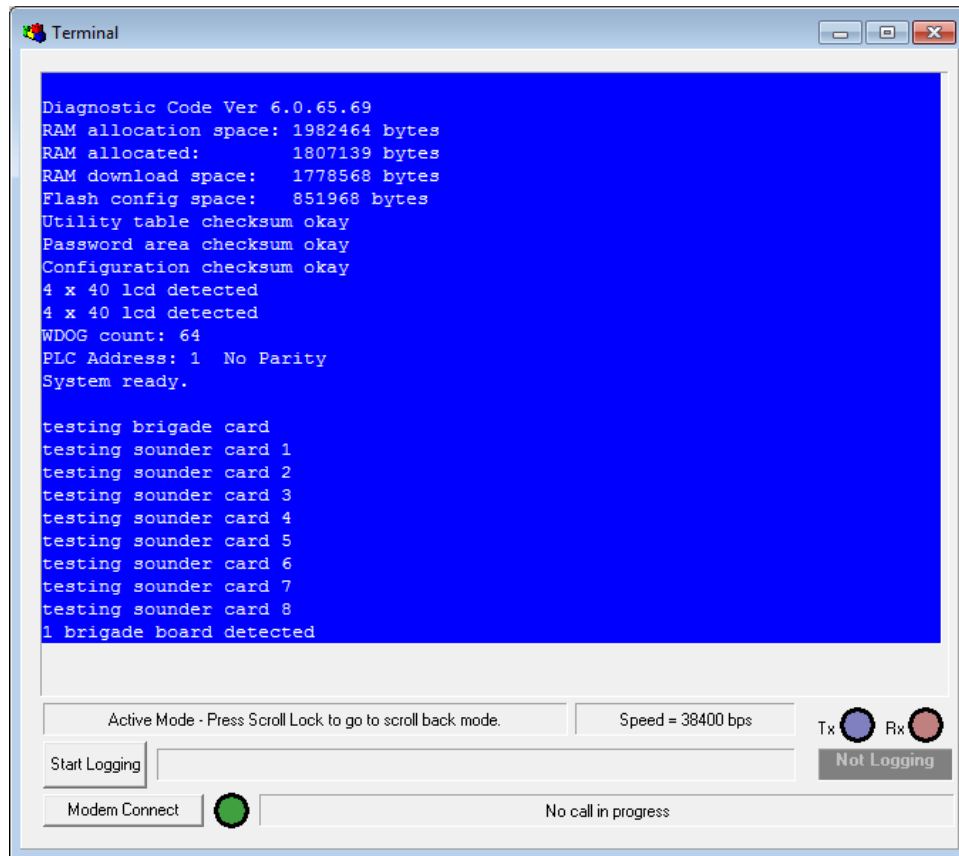 Terminal
Diagnostic Code Ver 6.0.65.69
RAM allocation space: 1982464 bytes
RAM allocated:        1807139 bytes
RAM download space:   1778568 bytes
Flash config space:   851968 bytes
Utility table checksum okay
Password area checksum okay
Configuration checksum okay
4 x 40 lcd detected
4 x 40 lcd detected
WDOG count: 64
PLC Address: 1  No Parity
System ready.
testing brigade card
testing sounder card 1
testing sounder card 2
testing sounder card 3
testing sounder card 4
testing sounder card 5
testing sounder card 6
testing sounder card 7
testing sounder card 8
1 brigade board detected
Active Mode - Press Scroll Lock to go to scroll back mode.
Speed = 38400 bps
Tx
Rx
Start Logging
Not Logging
Modem Connect
No call in progress